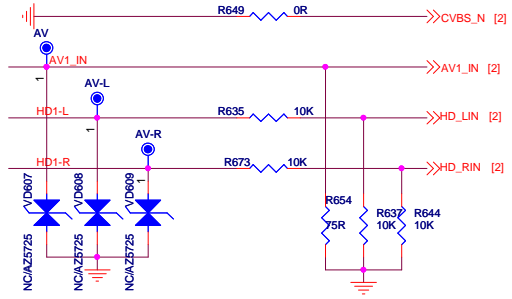 R649 0R CVBS_N [2]
AV
AV1_IN AV1_IN [2]
1
AV-L
HD1-L R635 10K HD_LIN [2]
1
AV-R
HD1-R R673 10K HD_RIN [2]
1
VD607 VD608 VD609
NC/AZ5725 NC/AZ5725 NC/AZ5725
R654 R637 R644
75R 10K 10K